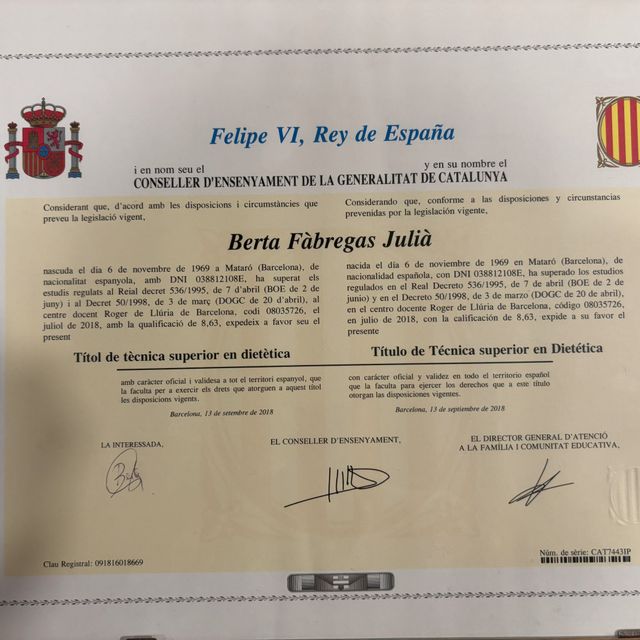 Felipe VI, Rey de España
i en nom seu el
y en su nombre el
CONSELLER D'ENSENYAMENT DE LA GENERALITAT DE CATALUNYA
Considerant que, d'acord amb les disposicions i circumstàncies que
preveu la legislació vigent,
Considerando que, conforme a las disposiciones y circunstancias
prevenidas por la legislación vigente,
Berta Fàbregas Julià
nascuda el dia 6 de novembre de 1969 a Mataró (Barcelona), de
nacionalitat espanyola, amb DNI 038812108E, ha superat els
estudis regulats al Reial decret 536/1995, de 7 d'abril (BOE de 2 de
juny) i al Decret 50/1998, de 3 de març (DOGC de 20 d'abril), al
centre docent Roger de Llúria de Barcelona, codi 08035726, el
juliol de 2018, amb la qualificació de 8,63, expedeix a favor seu el
present
nacida el día 6 de noviembre de 1969 en Mataró (Barcelona), de
nacionalidad española, con DNI 038812108E, ha superado los estudios
regulados en el Real Decreto 536/1995, de 7 de abril (BOE de 2 de
junio) y en el Decreto 50/1998, de 3 de marzo (DOGC de 20 de abril),
en el centro docente Roger de Llúria de Barcelona, código 08035726,
en julio de 2018, con la calificación de 8,63, expide a su favor el
presente
Títol de tècnica superior en dietètica
Título de Técnica superior en Dietética
amb caràcter oficial i validesa a tot el territori espanyol, que
la faculta per a exercir els drets que atorguen a aquest títol
les disposicions vigents.
con carácter oficial y validez en todo el territorio español
que la faculta para ejercer los derechos que a este título
otorgan las disposiciones vigentes.
Barcelona, 13 de setembre de 2018
Barcelona, 13 de septiembre de 2018
LA INTERESSADA,
EL CONSELLER D'ENSENYAMENT,
EL DIRECTOR GENERAL D'ATENCIÓ
A LA FAMÍLIA I COMUNITAT EDUCATIVA,
Clau Registral: 091816018669
Núm. de sèrie: CAT7443IP